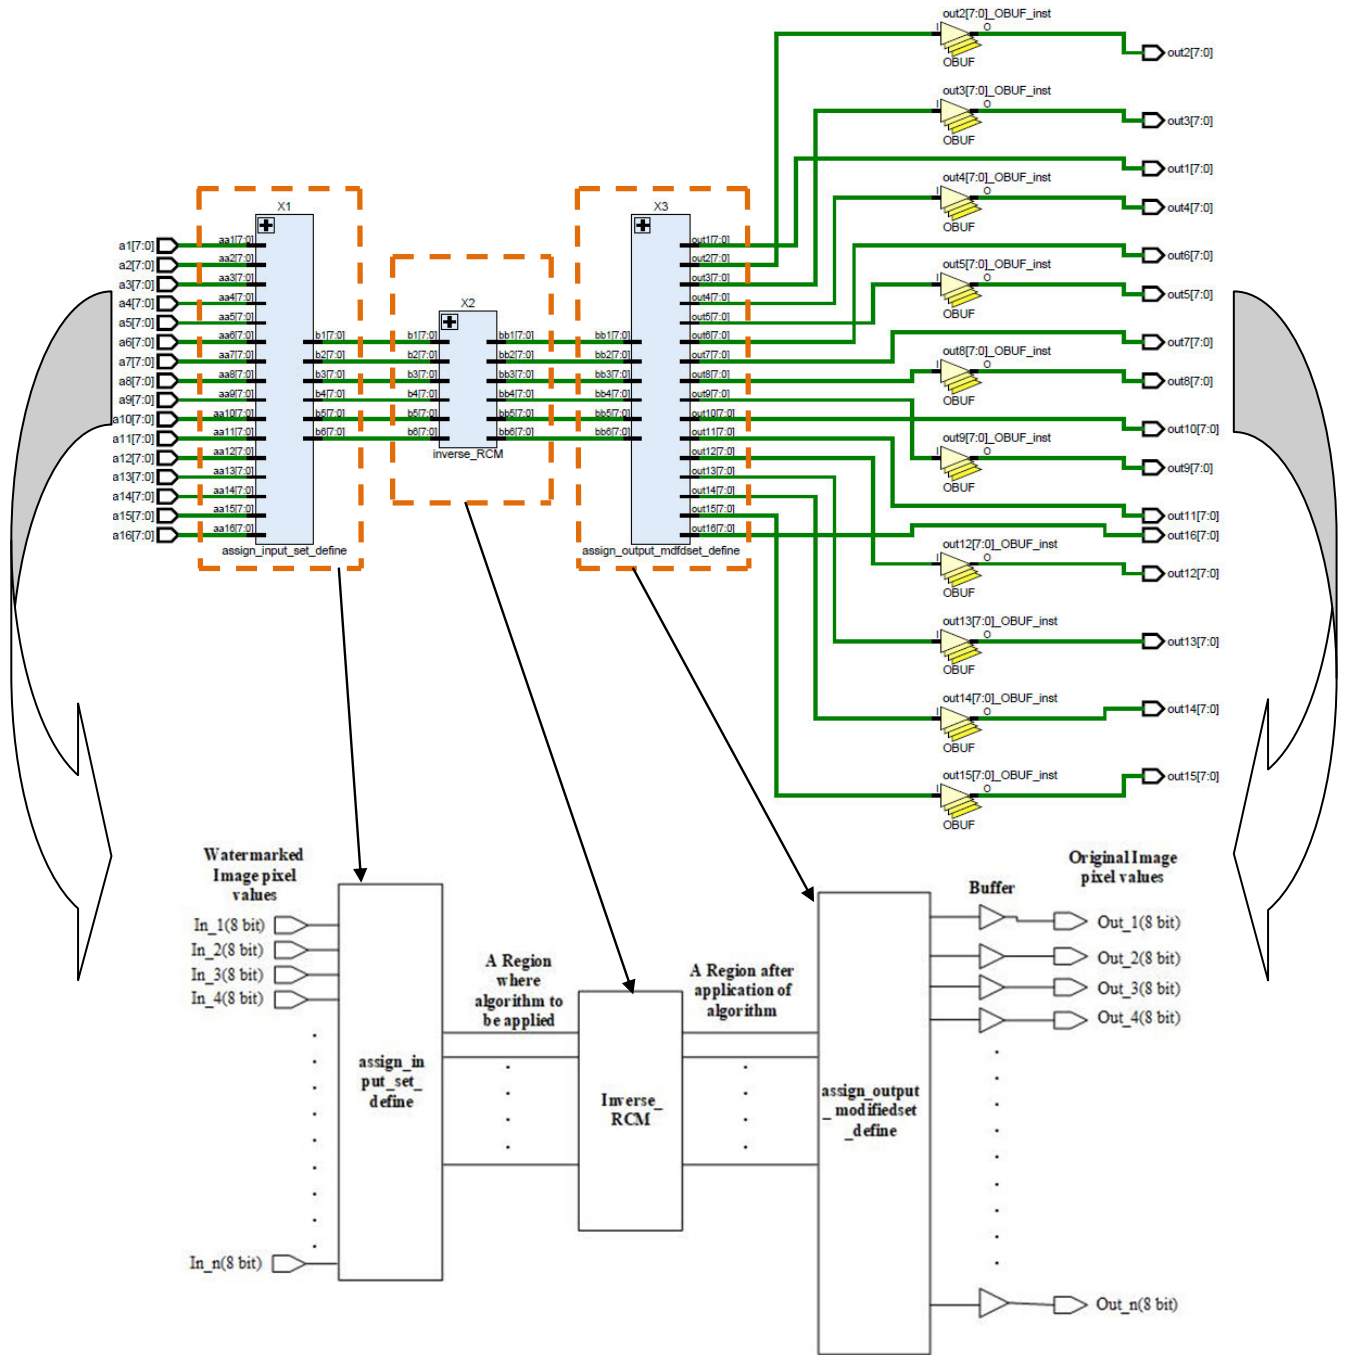 out2[7:0]_OBUF_inst
I
O
OBUF
out2[7:0]
out3[7:0]_OBUF_inst
I
O
OBUF
out3[7:0]
out1[7:0]
out4[7:0]_OBUF_inst
I
O
OBUF
out4[7:0]
out6[7:0]
out5[7:0]_OBUF_inst
I
O
OBUF
out5[7:0]
out7[7:0]
out8[7:0]_OBUF_inst
I
O
OBUF
out8[7:0]
out10[7:0]
out9[7:0]_OBUF_inst
I
O
OBUF
out9[7:0]
out11[7:0]
out16[7:0]
out12[7:0]_OBUF_inst
I
O
OBUF
out12[7:0]
out13[7:0]_OBUF_inst
I
O
OBUF
out13[7:0]
out14[7:0]_OBUF_inst
I
O
OBUF
out14[7:0]
out15[7:0]_OBUF_inst
I
O
OBUF
out15[7:0]
X1
a1[7:0]
a2[7:0]
a3[7:0]
a4[7:0]
a5[7:0]
a6[7:0]
a7[7:0]
a8[7:0]
a9[7:0]
a10[7:0]
a11[7:0]
a12[7:0]
a13[7:0]
a14[7:0]
a15[7:0]
a16[7:0]
aa1[7:0]
aa2[7:0]
aa3[7:0]
aa4[7:0]
aa5[7:0]
aa6[7:0]
aa7[7:0]
aa8[7:0]
aa9[7:0]
aa10[7:0]
aa11[7:0]
aa12[7:0]
aa13[7:0]
aa14[7:0]
aa15[7:0]
aa16[7:0]
b1[7:0]
b2[7:0]
b3[7:0]
b4[7:0]
b5[7:0]
b6[7:0]
assign_input_set_define
X2
b1[7:0]
b2[7:0]
b3[7:0]
b4[7:0]
b5[7:0]
b6[7:0]
bb1[7:0]
bb2[7:0]
bb3[7:0]
bb4[7:0]
bb5[7:0]
bb6[7:0]
inverse_RCM
X3
bb1[7:0]
bb2[7:0]
bb3[7:0]
bb4[7:0]
bb5[7:0]
bb6[7:0]
out1[7:0]
out2[7:0]
out3[7:0]
out4[7:0]
out5[7:0]
out6[7:0]
out7[7:0]
out8[7:0]
out9[7:0]
out10[7:0]
out11[7:0]
out12[7:0]
out13[7:0]
out14[7:0]
out15[7:0]
out16[7:0]
assign_output_mdfdset_define
Watermarked
Image pixel
values
In_1(8 bit)
In_2(8 bit)
In_3(8 bit)
In_4(8 bit)
In_n(8 bit)
assign_in
put_set_
define
A Region
where
algorithm to
be applied
Inverse_
RCM
A Region after
application of
algorithm
assign_output
_modifiedset
_define
Buffer
Original Image
pixel values
Out_1(8 bit)
Out_2(8 bit)
Out_3(8 bit)
Out_4(8 bit)
Out_n(8 bit)